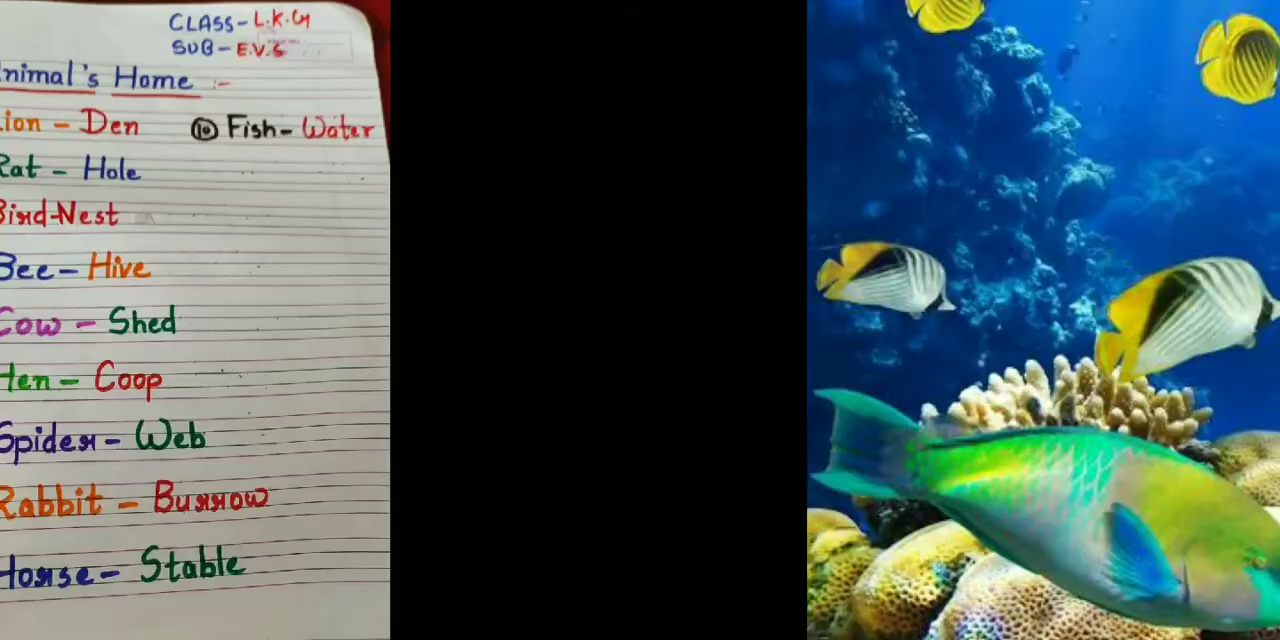 CLASS - L.K.G
SUB - E.V.S
nimal's Home :-
ion - Den
Rat - Hole
Bird - Nest
Bee - Hive
Cow - Shed
Hen - Coop
Spider - Web
Rabbit - Burrow
Horse - Stable
⑩ Fish - Water